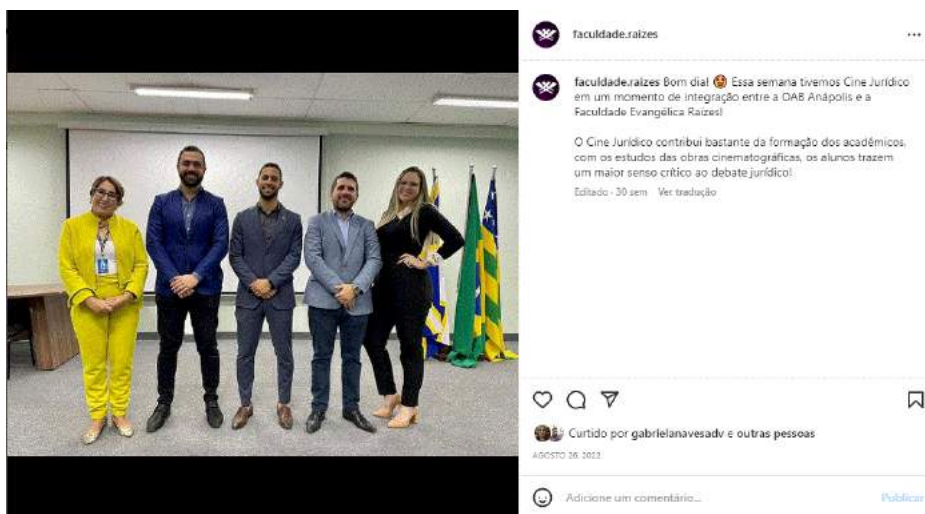 faculdade.raizes
faculdade.raizes Bom dia! 🤩 Essa semana tivemos Cine Jurídico
em um momento de integração entre a OAB Anápolis e a
Faculdade Evangélica Raízes!
O Cine Jurídico contribui bastante da formação dos acadêmicos,
com os estudos das obras cinematográficas, os alunos trazem
um maior senso crítico ao debate jurídico!
Editado · 30 sem Ver tradução
Curtido por gabrielanavesadv e outras pessoas
AGOSTO 26, 2022
Adicione um comentário... Publicar